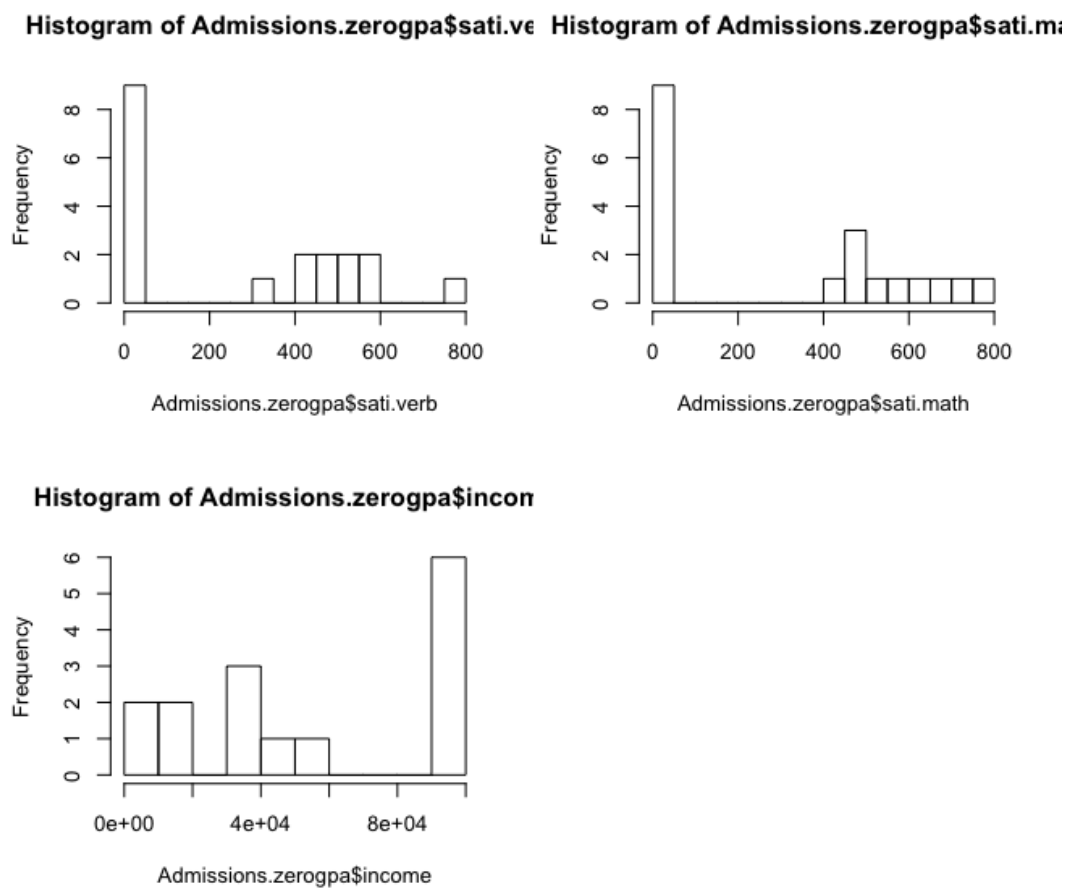 Histogram of Admissions.zerogpa$sati.ve
Frequency
0 2 4 6 8
0 200 400 600 800
Admissions.zerogpa$sati.verb
Histogram of Admissions.zerogpa$sati.ma
Frequency
0 2 4 6 8
0 200 400 600 800
Admissions.zerogpa$sati.math
Histogram of Admissions.zerogpa$incom
Frequency
0 1 2 3 4 5 6
0e+00 4e+04 8e+04
Admissions.zerogpa$income